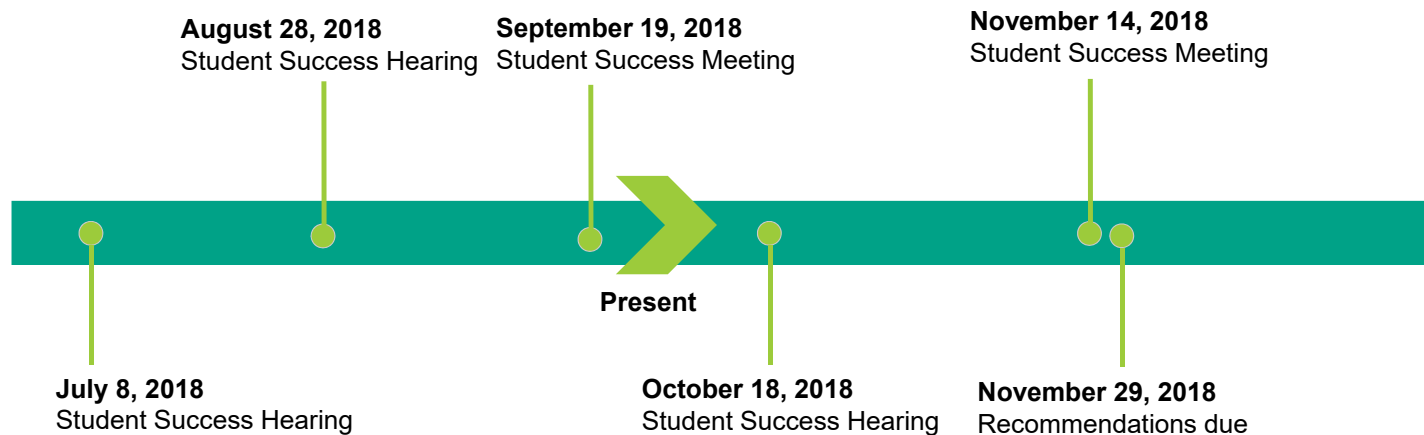 August 28, 2018
Student Success Hearing
September 19, 2018
Student Success Meeting
November 14, 2018
Student Success Meeting
Present
July 8, 2018
Student Success Hearing
October 18, 2018
Student Success Hearing
November 29, 2018
Recommendations due